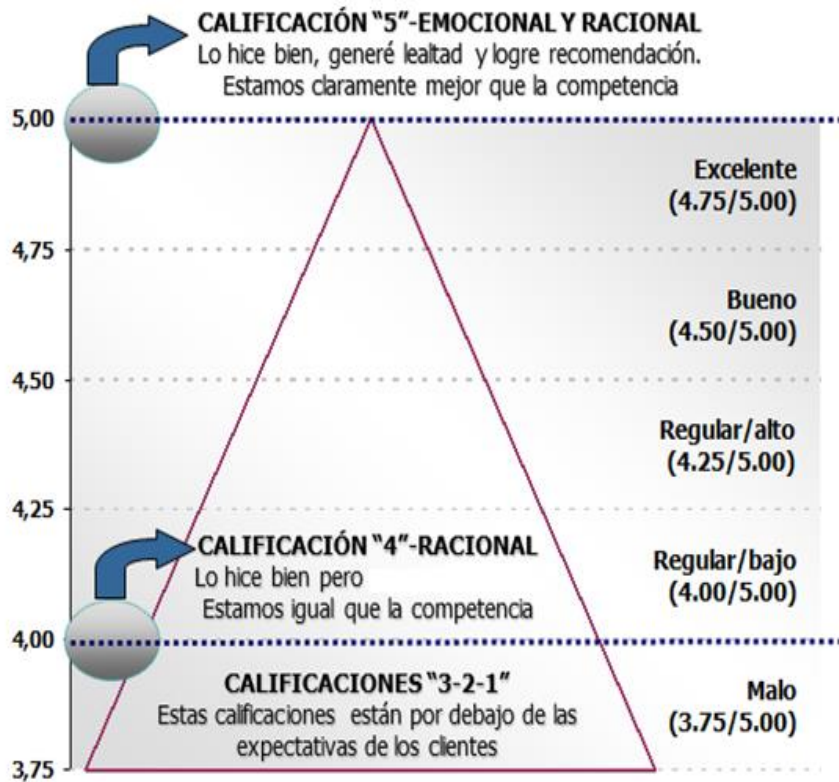 CALIFICACIÓN “5”-EMOCIONAL Y RACIONAL
Lo hice bien, generé lealtad y logre recomendación.
Estamos claramente mejor que la competencia
5,00
Excelente
(4.75/5.00)
4,75
Bueno
(4.50/5.00)
4,50
Regular/alto
(4.25/5.00)
4,25
CALIFICACIÓN “4”-RACIONAL
Lo hice bien pero
Estamos igual que la competencia
Regular/bajo
(4.00/5.00)
4,00
CALIFICACIONES “3-2-1”
Estas calificaciones están por debajo de las
expectativas de los clientes
Malo
(3.75/5.00)
3,75